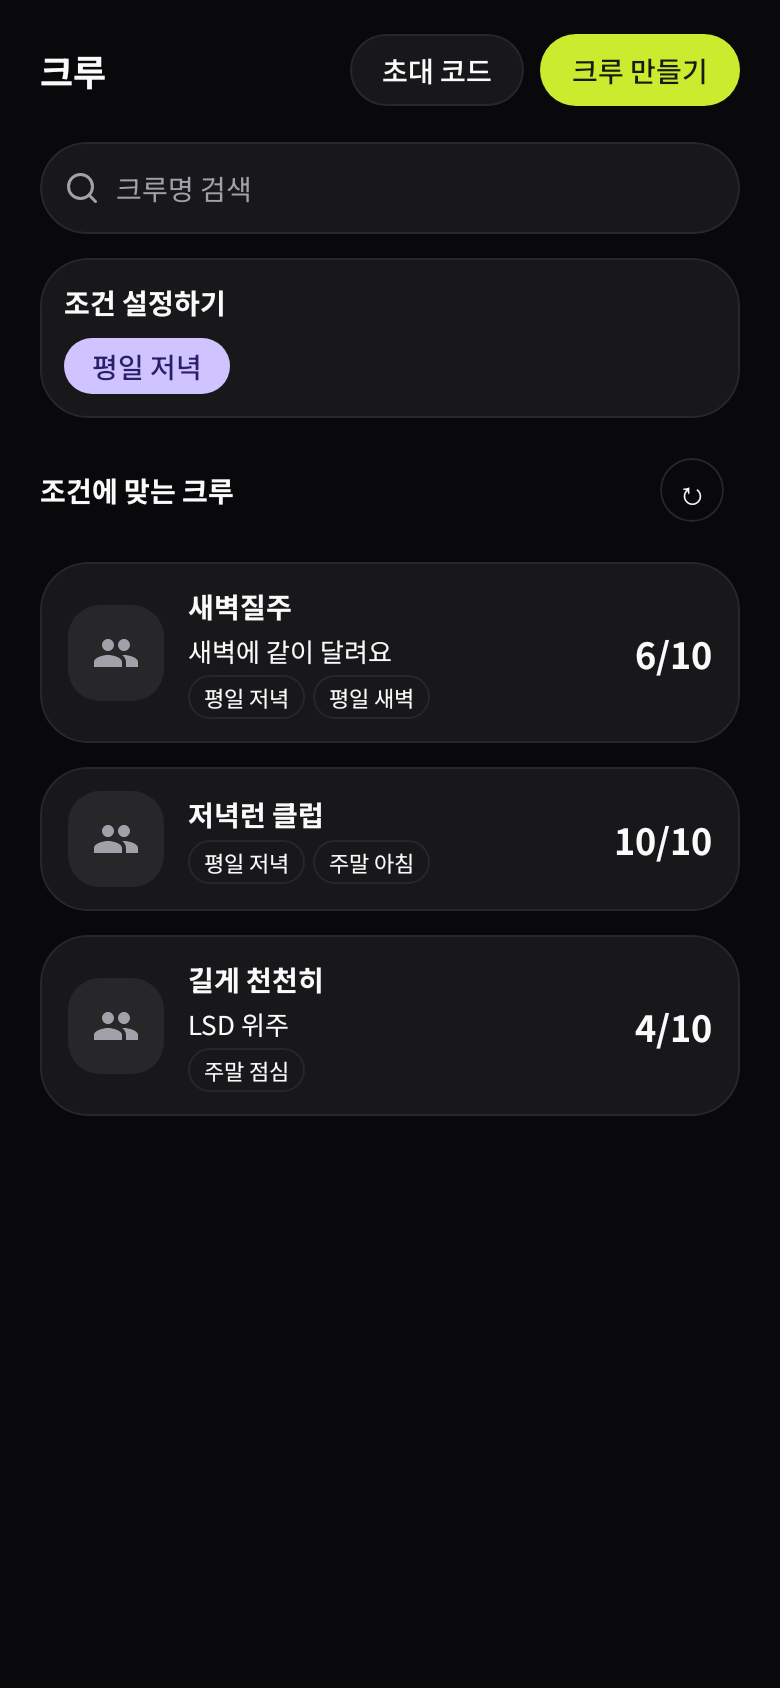 크루
초대 코드
크루 만들기
크루명 검색
조건 설정하기
평일 저녁
조건에 맞는 크루
새벽질주
새벽에 같이 달려요
평일 저녁
평일 새벽
6/10
저녁런 클럽
평일 저녁
주말 아침
10/10
길게 천천히
LSD 위주
주말 점심
4/10